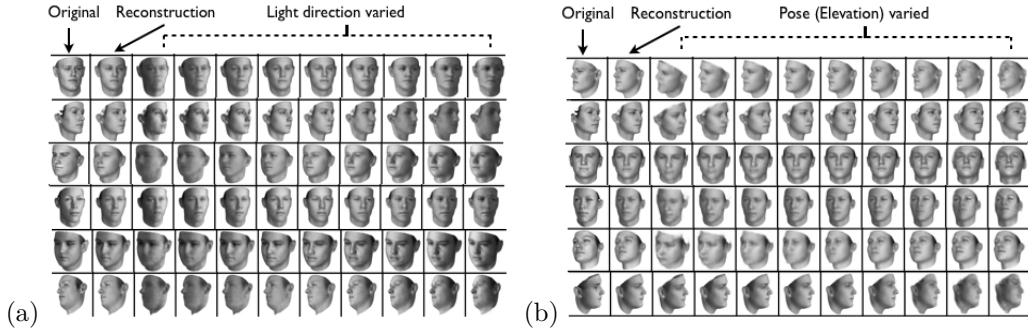 Original
Reconstruction
Light direction varied
(a)
Original
Reconstruction
Pose (Elevation) varied
(b)